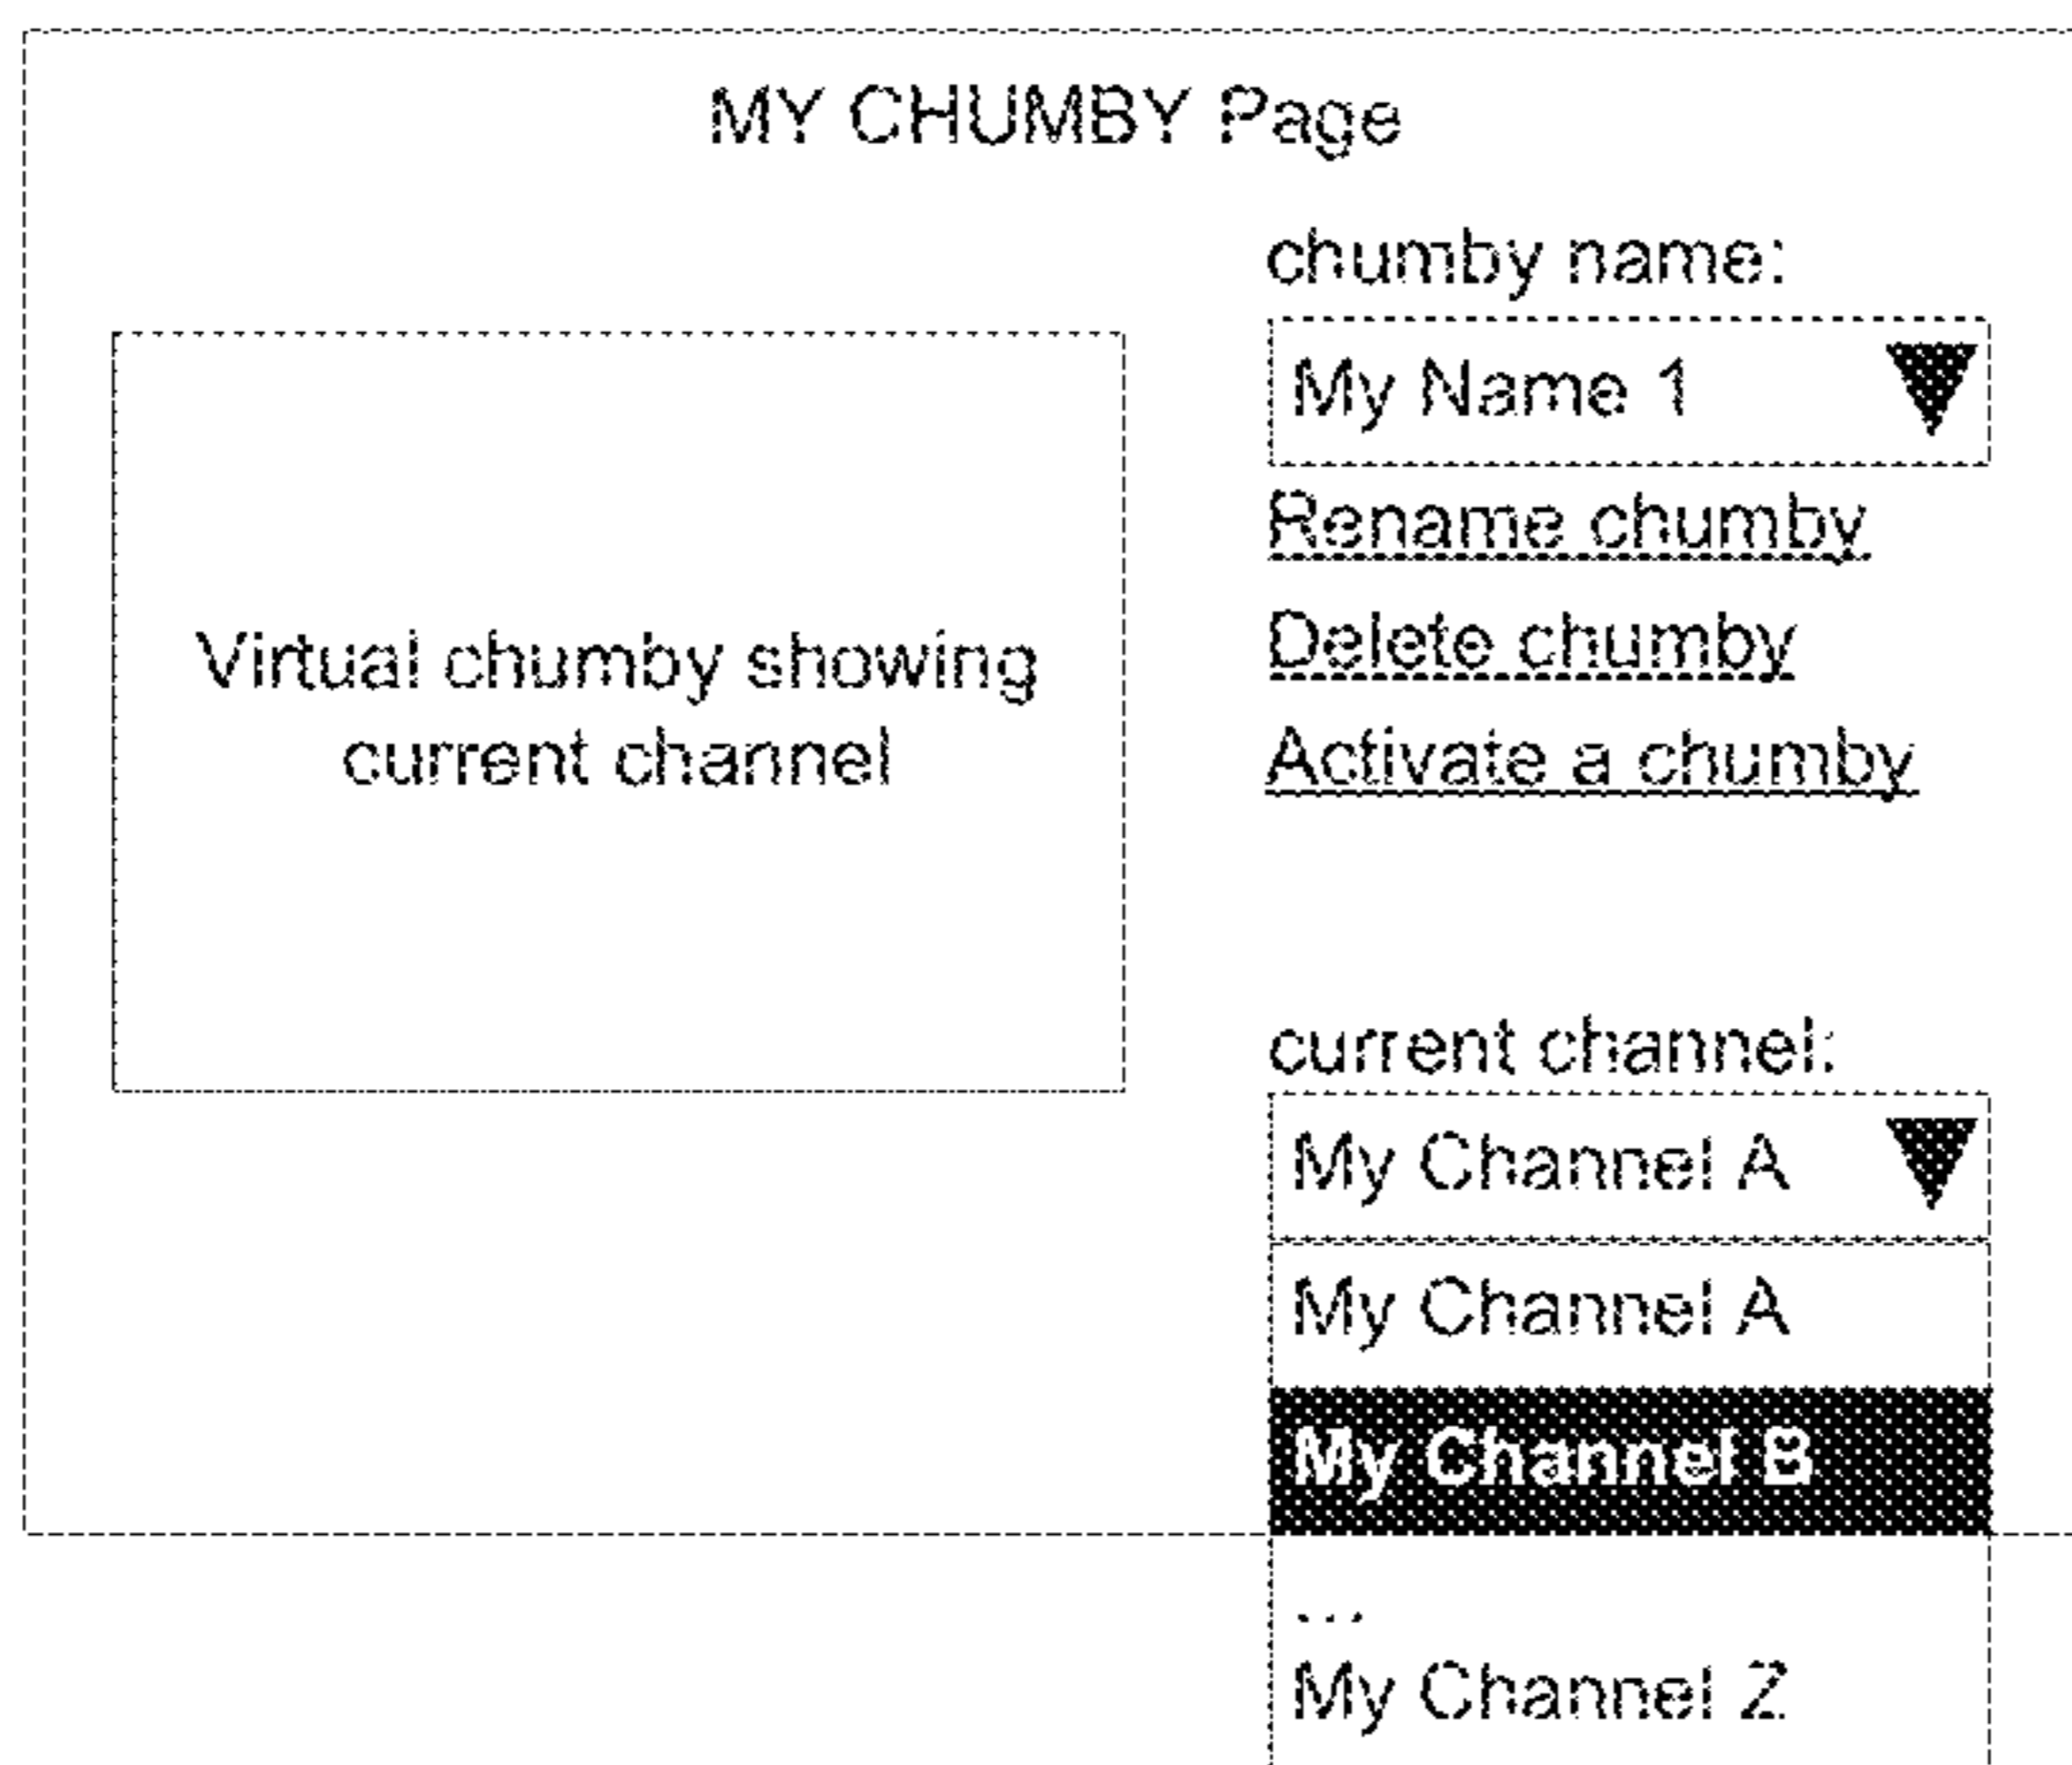 MY CHUMBY Page
chumby name:
My Name 1
Rename chumby
Delete chumby
Activate a chumby
Virtual chumby showing
current channel
current channel:
My Channel A
My Channel A
My Channel B
...
My Channel Z